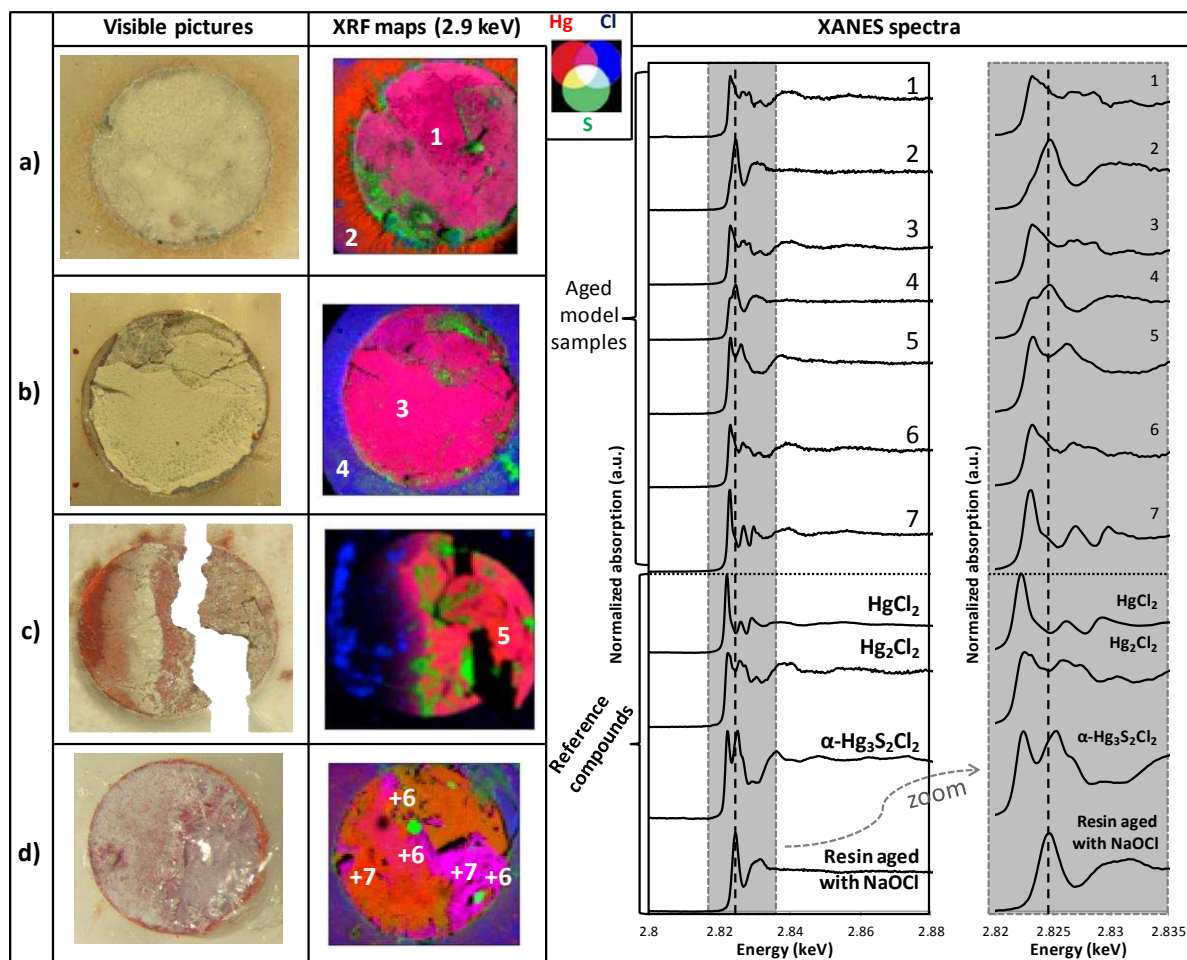 Visible pictures
XRF maps (2.9 keV)
Hg
Cl
S
XANES spectra
a)
1
2
b)
3
4
c)
5
d)
+6
+6
+7
+7
+6
Aged
model
samples
Reference
compounds
Normalized absorption (a.u.)
1
2
3
4
5
6
7
HgCl₂
Hg₂Cl₂
α-Hg₃S₂Cl₂
Resin aged
with NaOCl
2.8
2.82
2.84
2.86
2.88
Energy (keV)
zoom
Normalized absorption (a.u.)
1
2
3
4
5
6
7
HgCl₂
Hg₂Cl₂
α-Hg₃S₂Cl₂
Resin aged
with NaOCl
2.82
2.825
2.83
2.835
Energy (keV)